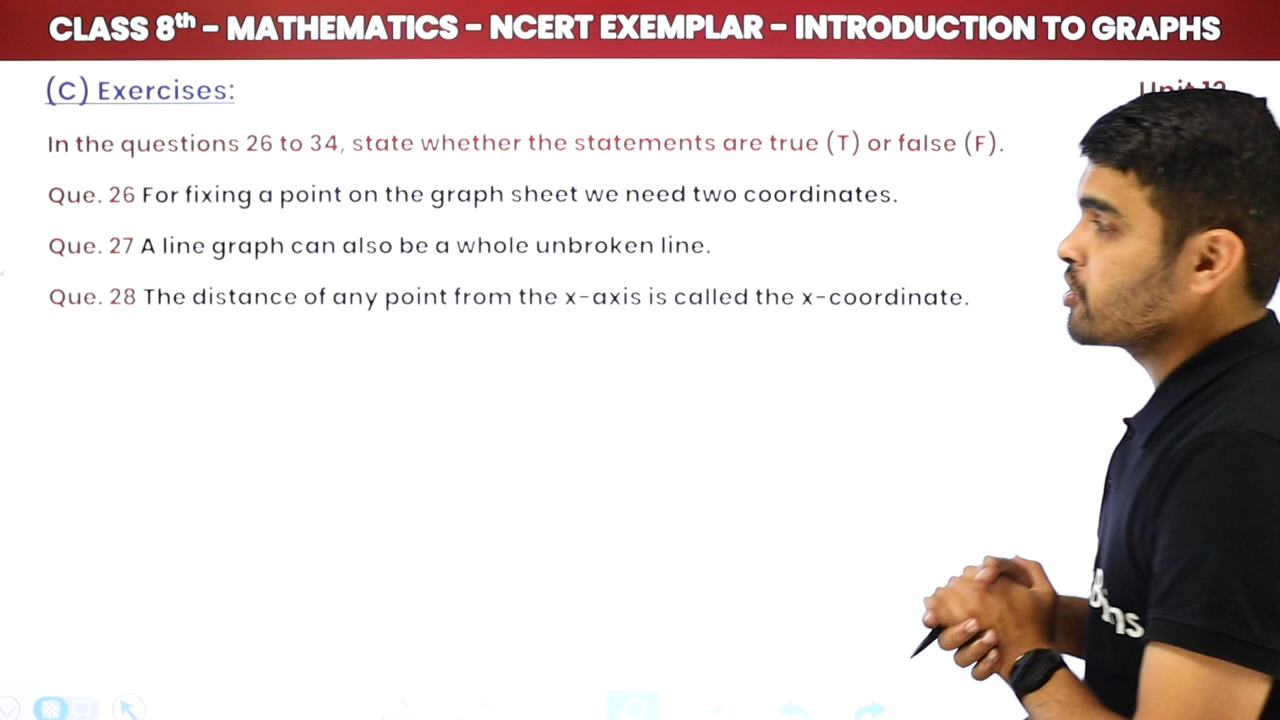 CLASS 8th - MATHEMATICS - NCERT EXEMPLAR - INTRODUCTION TO GRAPHS
(C) Exercises:
In the questions 26 to 34, state whether the statements are true (T) or false (F).
Que. 26 For fixing a point on the graph sheet we need two coordinates.
Que. 27 A line graph can also be a whole unbroken line.
Que. 28 The distance of any point from the x-axis is called the x-coordinate.